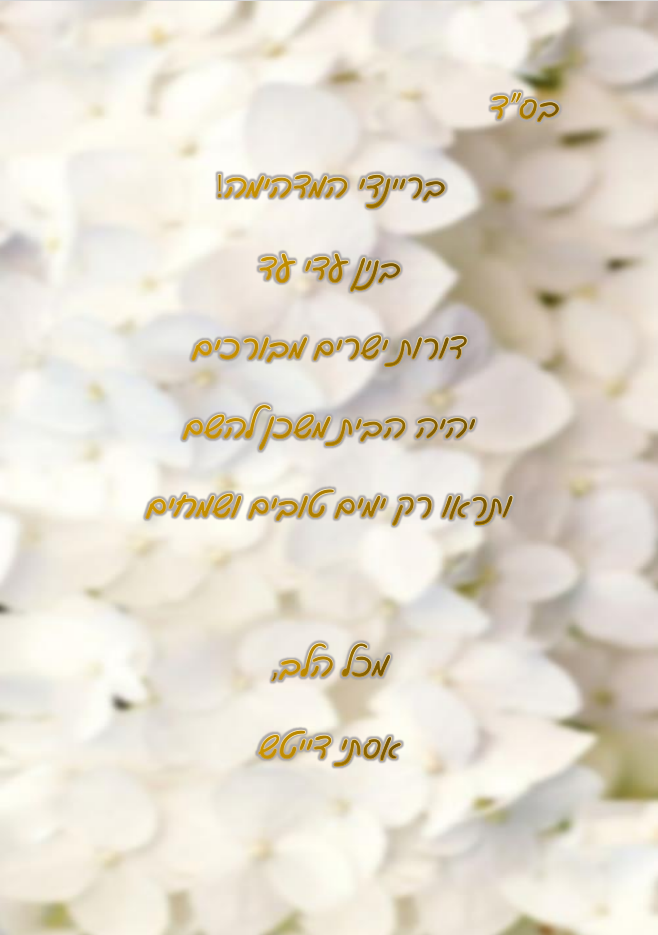 בס"ד
בריינדי המדהימה!
בנין עדי עד
דורות ישרים מבורכים
יהיה הבית משכן להשם
ותראו רק ימים טובים ושמחים
מכל הלב,
אסתי דייטש